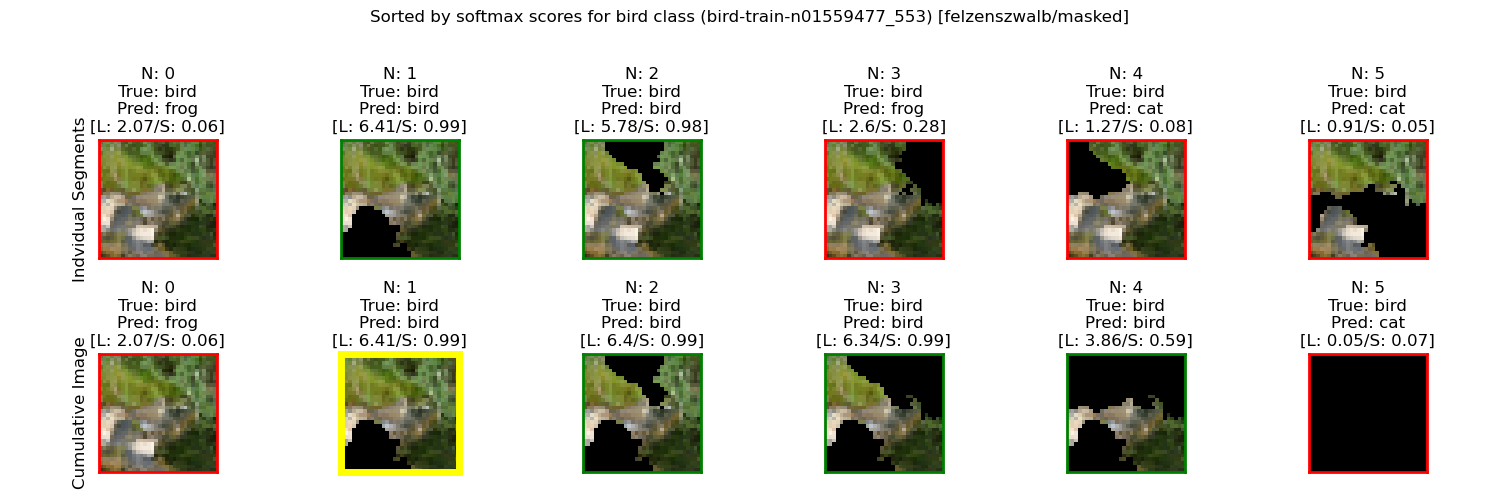 Sorted by softmax scores for bird class (bird-train-n01559477_553) [felzenszwalb/masked]
N: 0
True: bird
Pred: frog
[L: 2.07/S: 0.06]
N: 1
True: bird
Pred: bird
[L: 6.41/S: 0.99]
N: 2
True: bird
Pred: bird
[L: 5.78/S: 0.98]
N: 3
True: bird
Pred: frog
[L: 2.6/S: 0.28]
N: 4
True: bird
Pred: cat
[L: 1.27/S: 0.08]
N: 5
True: bird
Pred: cat
[L: 0.91/S: 0.05]
Indvidual Segments
N: 0
True: bird
Pred: frog
[L: 2.07/S: 0.06]
N: 1
True: bird
Pred: bird
[L: 6.41/S: 0.99]
N: 2
True: bird
Pred: bird
[L: 6.4/S: 0.99]
N: 3
True: bird
Pred: bird
[L: 6.34/S: 0.99]
N: 4
True: bird
Pred: bird
[L: 3.86/S: 0.59]
N: 5
True: bird
Pred: cat
[L: 0.05/S: 0.07]
Cumulative Image